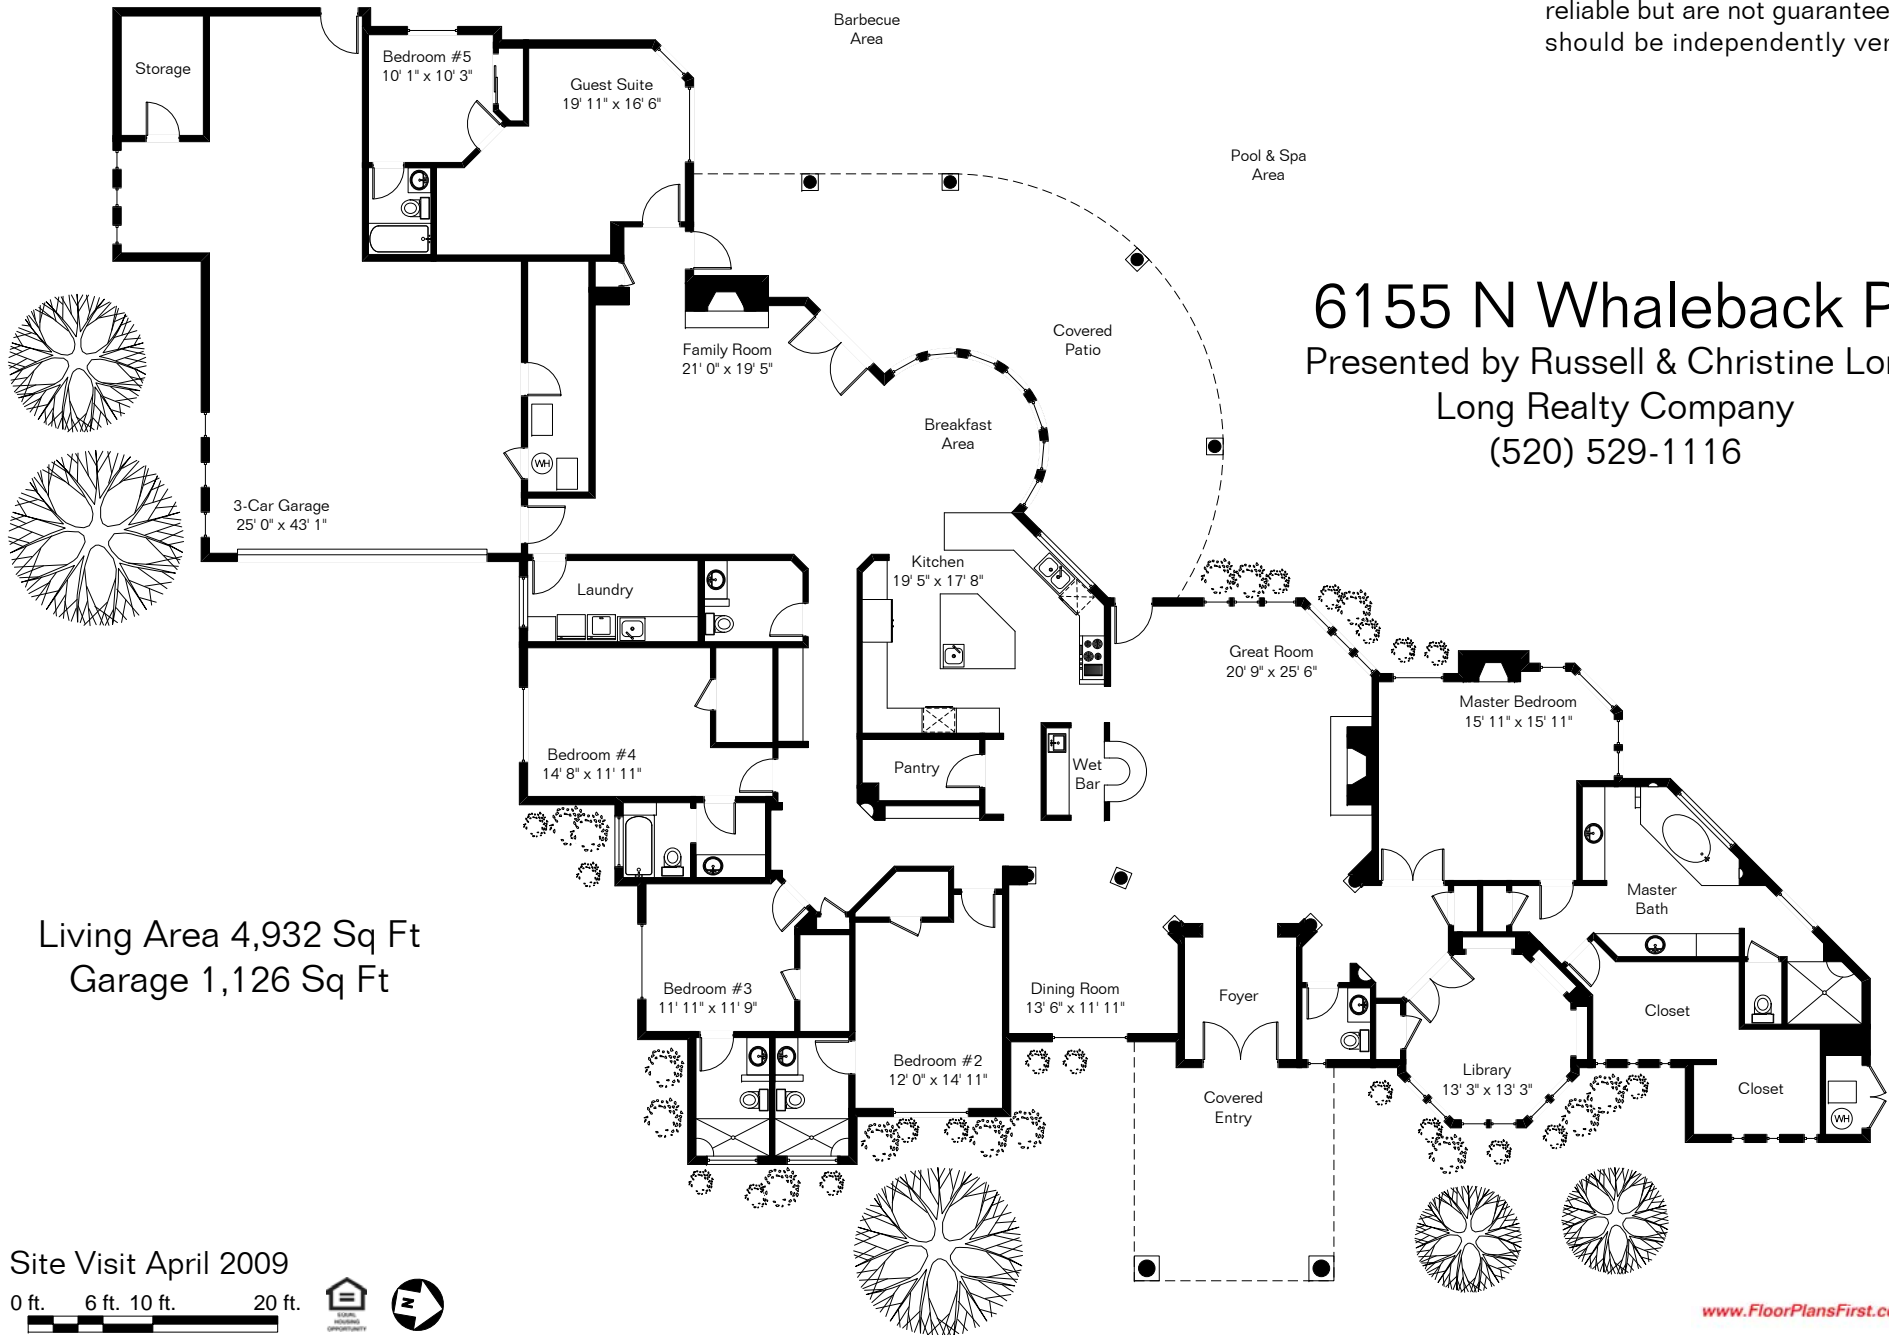 reliable but are not guarantee
should be independently ver
Barbecue
Area
Storage
Bedroom #5
10' 1" x 10' 3"
Guest Suite
19' 11" x 16' 6"
Pool & Spa
Area
6155 N Whaleback P
Presented by Russell & Christine Lon
Long Realty Company
(520) 529-1116
Covered
Patio
Family Room
21' 0" x 19' 5"
Breakfast
Area
WH
3-Car Garage
25' 0" x 43' 1"
Kitchen
19' 5" x 17' 8"
Laundry
Great Room
20' 9" x 25' 6"
Master Bedroom
15' 11" x 15' 11"
Bedroom #4
14' 8" x 11' 11"
Pantry
Wet
Bar
Master
Bath
Living Area 4,932 Sq Ft
Garage 1,126 Sq Ft
Bedroom #3
11' 11" x 11' 9"
Dining Room
13' 6" x 11' 11"
Foyer
Closet
Bedroom #2
12' 0" x 14' 11"
Library
13' 3" x 13' 3"
Closet
Covered
Entry
WH
Site Visit April 2009
0 ft. 6 ft. 10 ft. 20 ft.
EQUAL
HOUSING
OPPORTUNITY
N
www.FloorPlansFirst.c